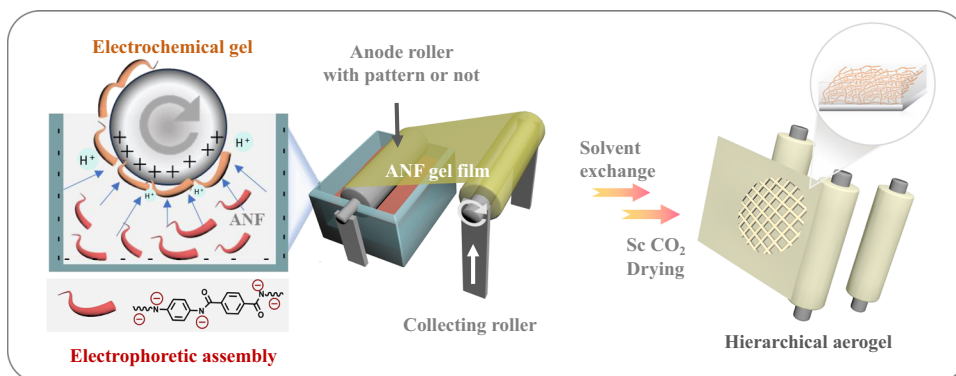 Electrochemical gel
H⁺
H⁺
H⁺
H⁺
ANF
N
N
O
O
N
Electrophoretic assembly
Anode roller
with pattern or not
ANF gel film
Collecting roller
Solvent
exchange
Sc CO₂
Drying
Hierarchical aerogel